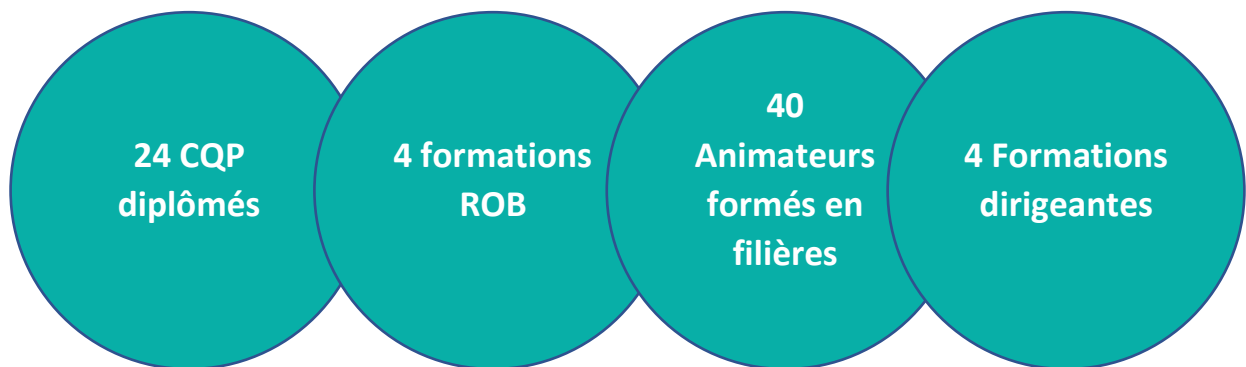 24 CQP
diplômés
4 formations
ROB
40
Animateurs
formés en
filières
4 Formations
dirigeantes